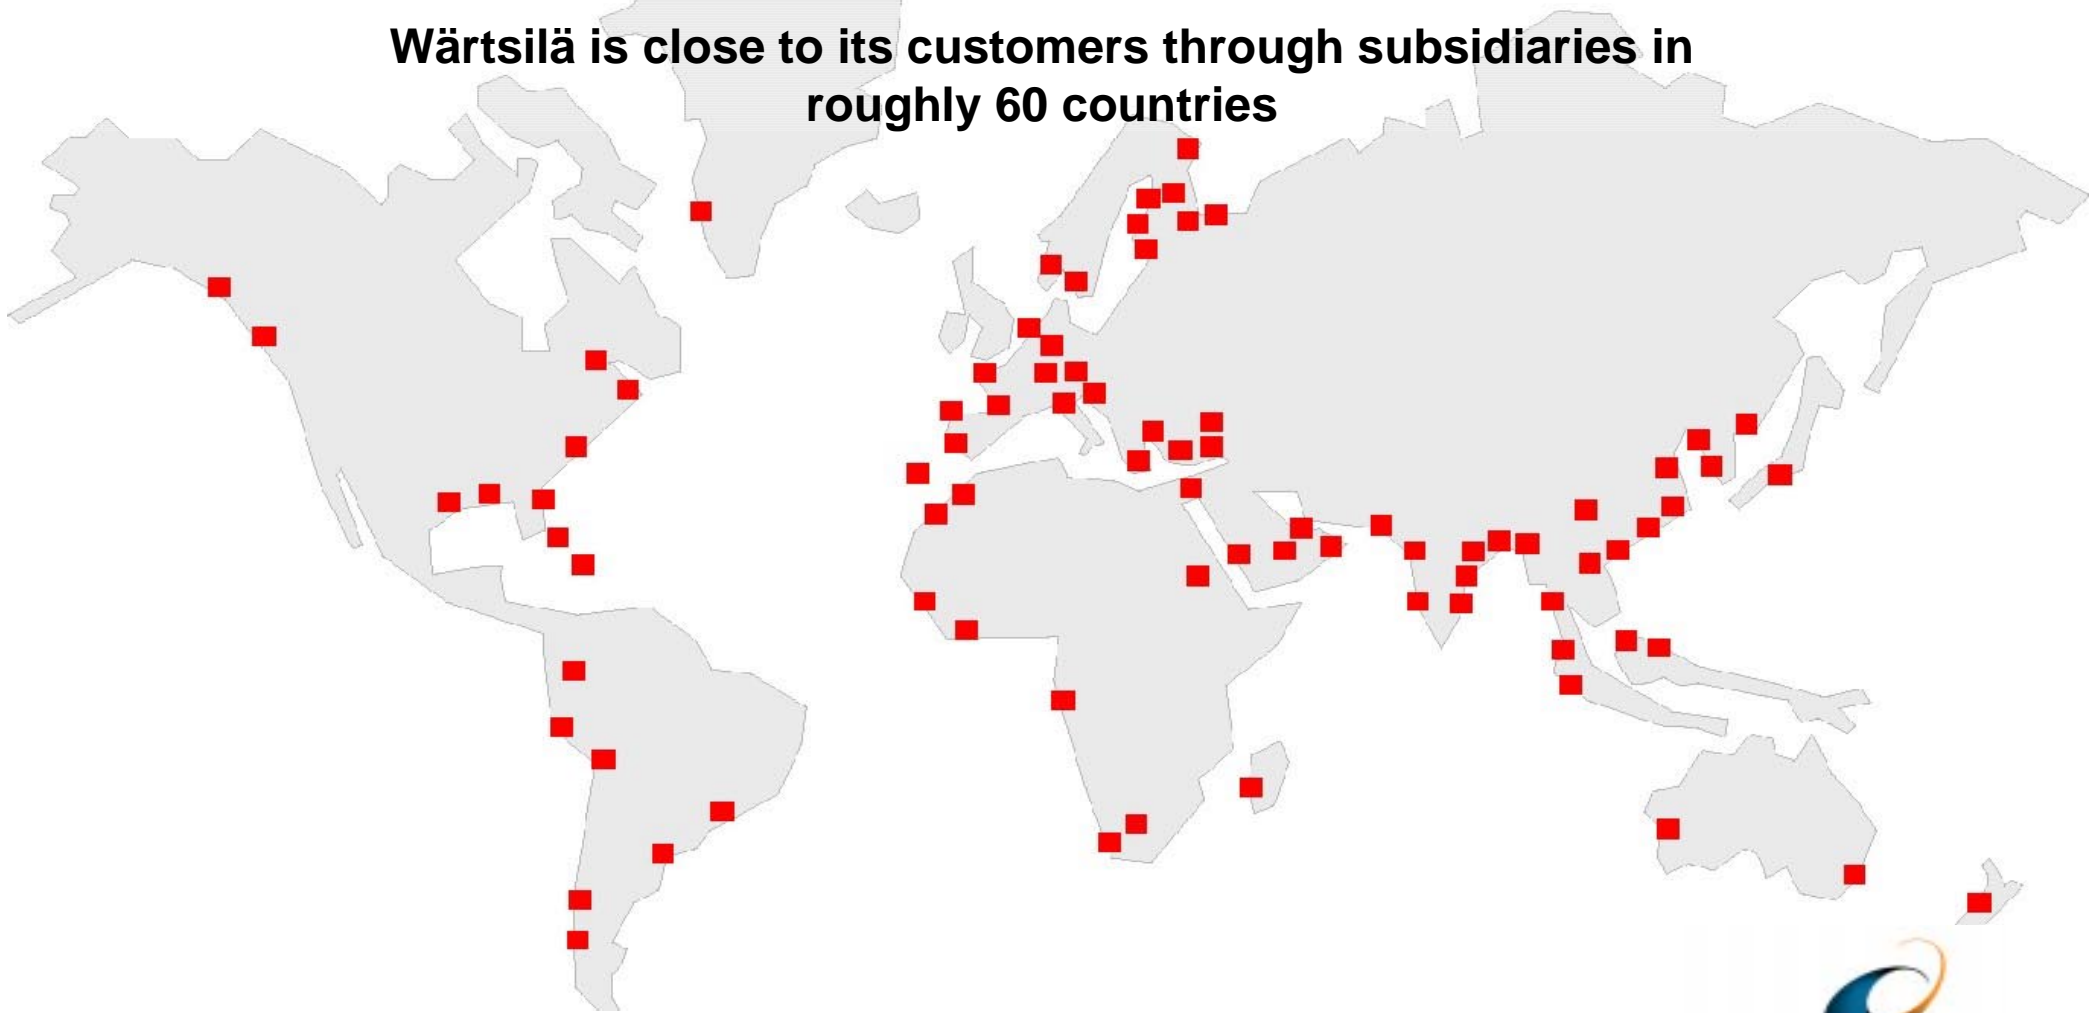 Wärtsilä is close to its customers through subsidiaries in
roughly 60 countries